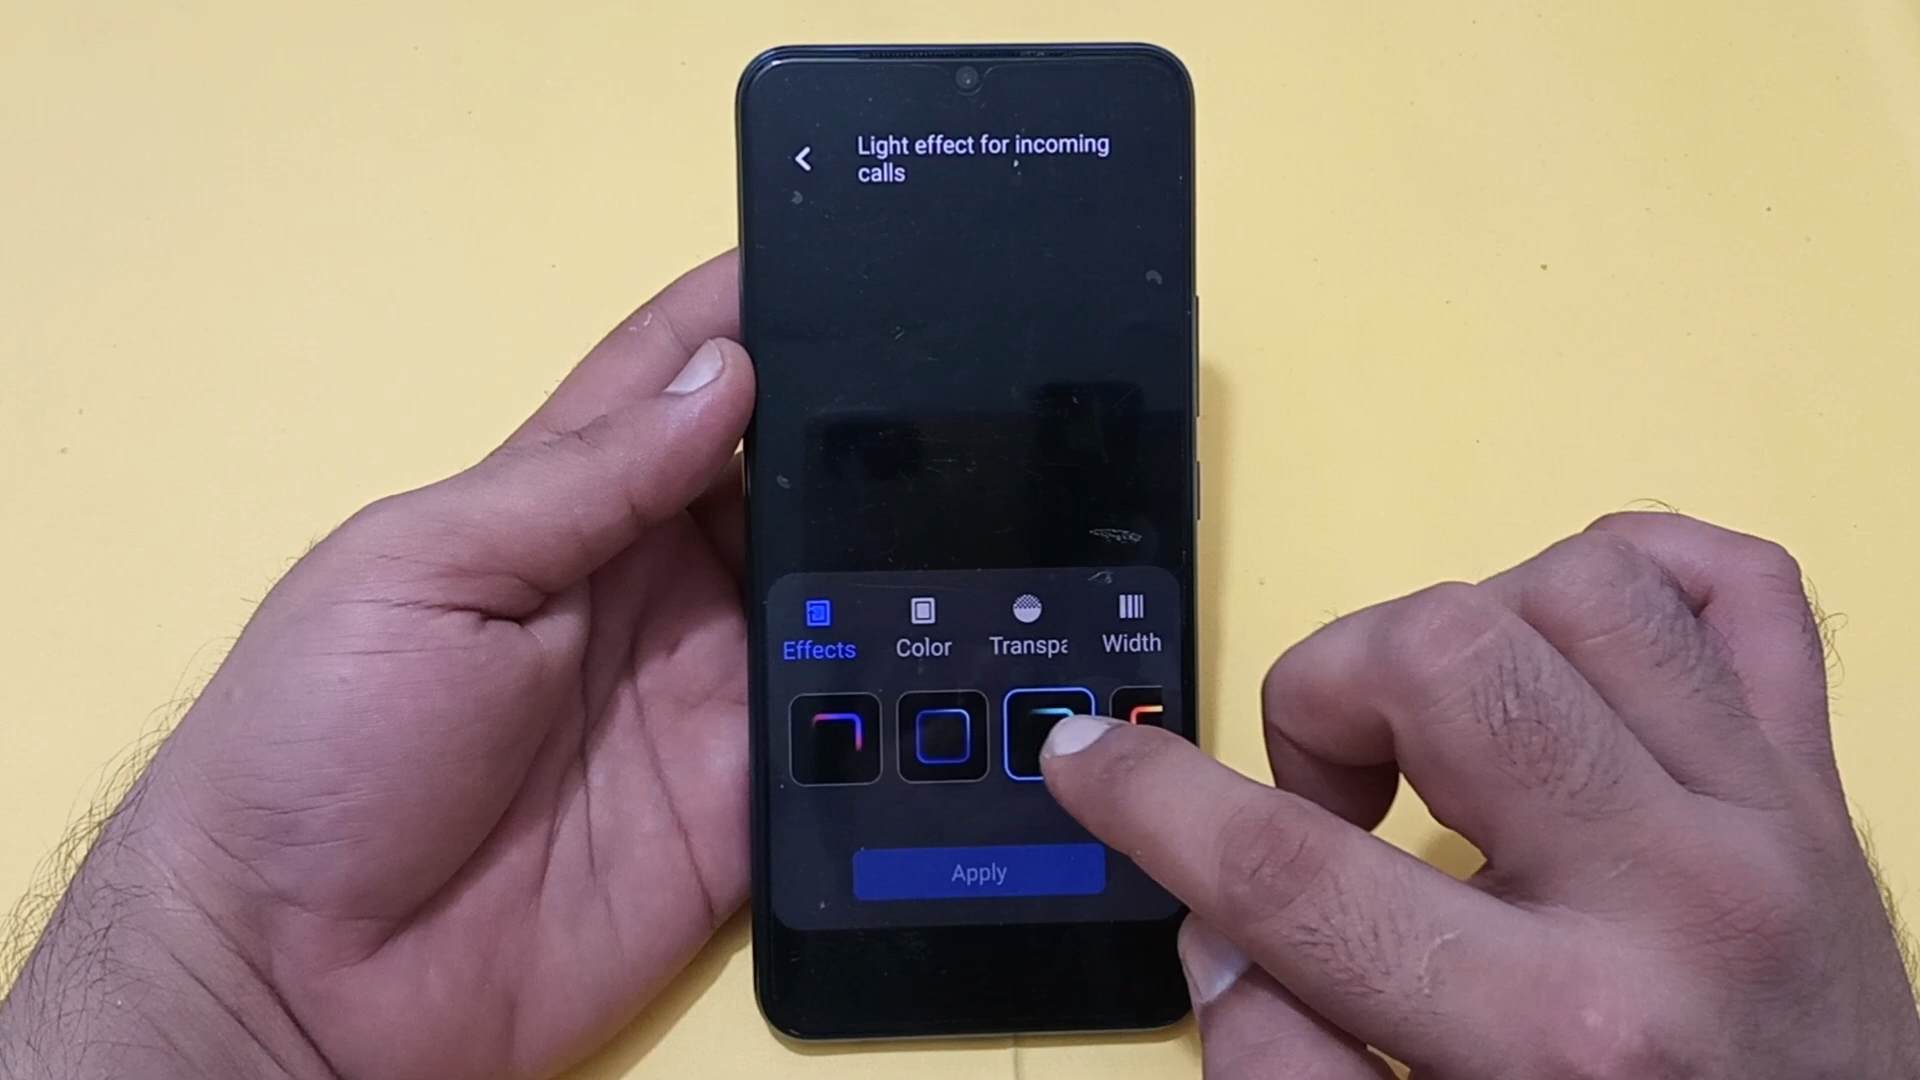 Light effect for incoming
calls
Effects
Color
Transpa
Width
Apply